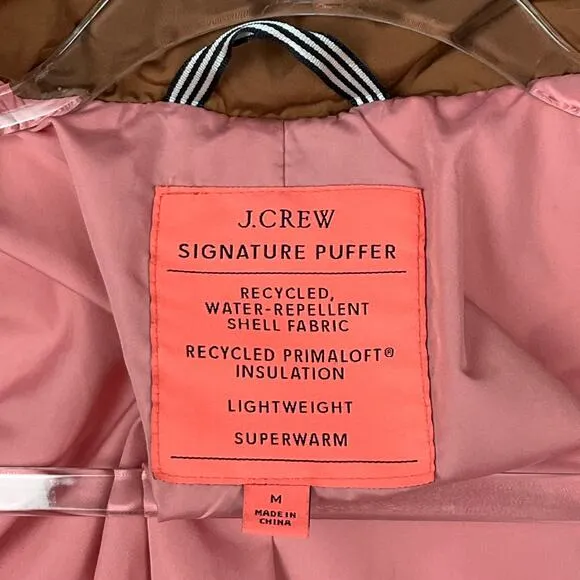 J.CREW
SIGNATURE PUFFER
RECYCLED,
WATER-REPELLENT
SHELL FABRIC
RECYCLED PRIMALOFT®
INSULATION
LIGHTWEIGHT
SUPERWARM
M
MADE IN
CHINA